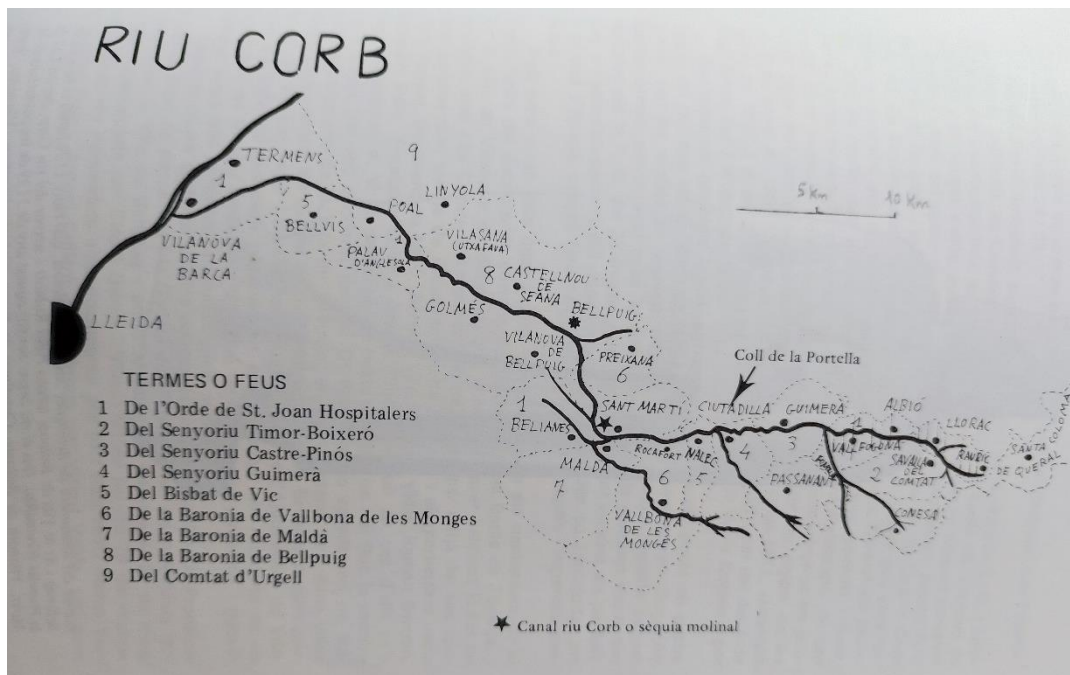 RIU CORB
TERMENS
9
1
LINYOLA
5 Km
10 Km
5
POAL
BELLVIS
VILASANA
(UTXAFAVA)
VILANOVA
DE LA
BARCA
PALAU
D'ANGLESOLA
1
8
CASTELLNOU
DE
SEANA
BELLPUIG
GOLMÉS
LLEIDA
VILANOVA
DE
BELLPUIG
PREIXANA
6
Coll de la Portella
TERMES O FEUS
1 De l'Orde de St. Joan Hospitalers
2 Del Senyoriu Timor-Boixeró
3 Del Senyoriu Castre-Pinós
4 Del Senyoriu Guimerà
5 Del Bisbat de Vic
6 De la Baronia de Vallbona de les Monges
7 De la Baronia de Maldà
8 De la Baronia de Bellpuig
9 Del Comtat d'Urgell
1
SANT MARTÍ
CIUTADILLA
GUIMERÀ
ALBIÓ
LLORAC
BELIANES
1
SANTA
COLOMA
DE QUERAL
ROCAFORT
NALEC
4
3
VALLFOGONA
RAURIC
MALDÀ
SAVALLÀ
DEL
COMTAT
2
7
6
5
PASSANANT
CONESA
VALLBONA
DE LES
MONGES
Canal riu Corb o sèquia molinal